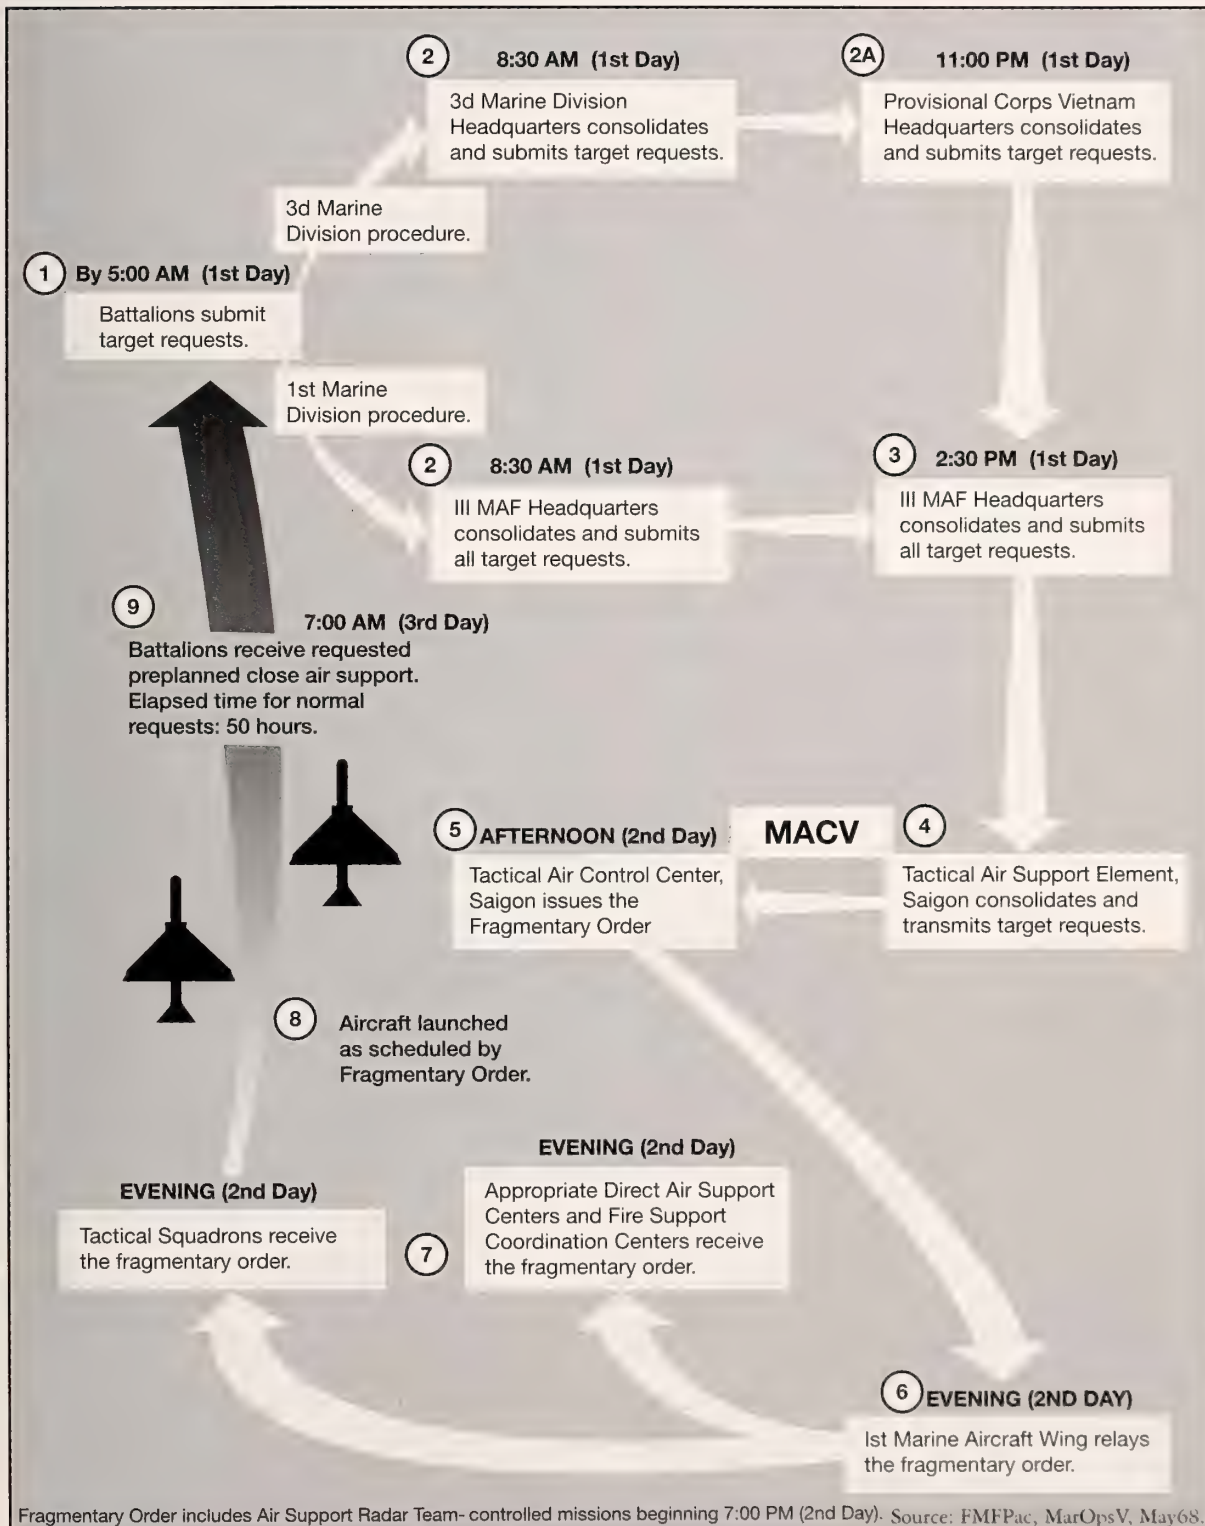 2
8:30 AM (1st Day)
3d Marine Division
Headquarters consolidates
and submits target requests.
2A
11:00 PM (1st Day)
Provisional Corps Vietnam
Headquarters consolidates
and submits target requests.
3d Marine
Division procedure.
1
By 5:00 AM (1st Day)
Battalions submit
target requests.
1st Marine
Division procedure.
2
8:30 AM (1st Day)
III MAF Headquarters
consolidates and submits
all target requests.
3
2:30 PM (1st Day)
III MAF Headquarters
consolidates and submits
all target requests.
9
7:00 AM (3rd Day)
Battalions receive requested
preplanned close air support.
Elapsed time for normal
requests: 50 hours.
MACV
4
Tactical Air Support Element,
Saigon consolidates and
transmits target requests.
5
AFTERNOON (2nd Day)
Tactical Air Control Center,
Saigon issues the
Fragmentary Order
8
Aircraft launched
as scheduled by
Fragmentary Order.
EVENING (2nd Day)
Tactical Squadrons receive
the fragmentary order.
7
EVENING (2nd Day)
Appropriate Direct Air Support
Centers and Fire Support
Coordination Centers receive
the fragmentary order.
6
EVENING (2ND DAY)
Ist Marine Aircraft Wing relays
the fragmentary order.
Fragmentary Order includes Air Support Radar Team- controlled missions beginning 7:00 PM (2nd Day). Source: FMFPac, MarOpsV, May68.